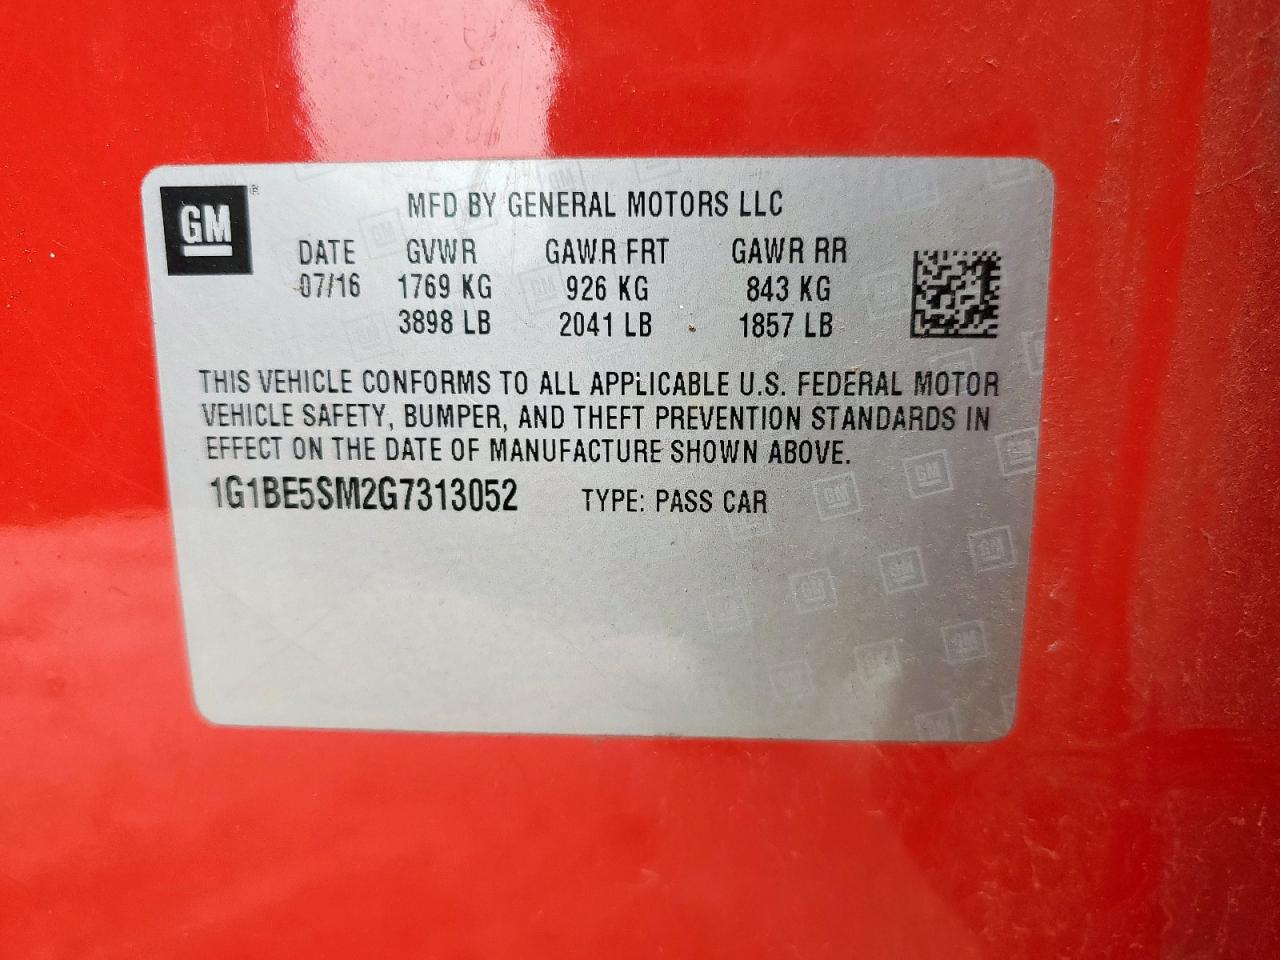 GM ®
MFD BY GENERAL MOTORS LLC
DATE GVWR GAWR FRT GAWR RR
07/16 1769 KG 926 KG 843 KG
3898 LB 2041 LB 1857 LB
THIS VEHICLE CONFORMS TO ALL APPLICABLE U.S. FEDERAL MOTOR
VEHICLE SAFETY, BUMPER, AND THEFT PREVENTION STANDARDS IN
EFFECT ON THE DATE OF MANUFACTURE SHOWN ABOVE.
1G1BE5SM2G7313052 TYPE: PASS CAR